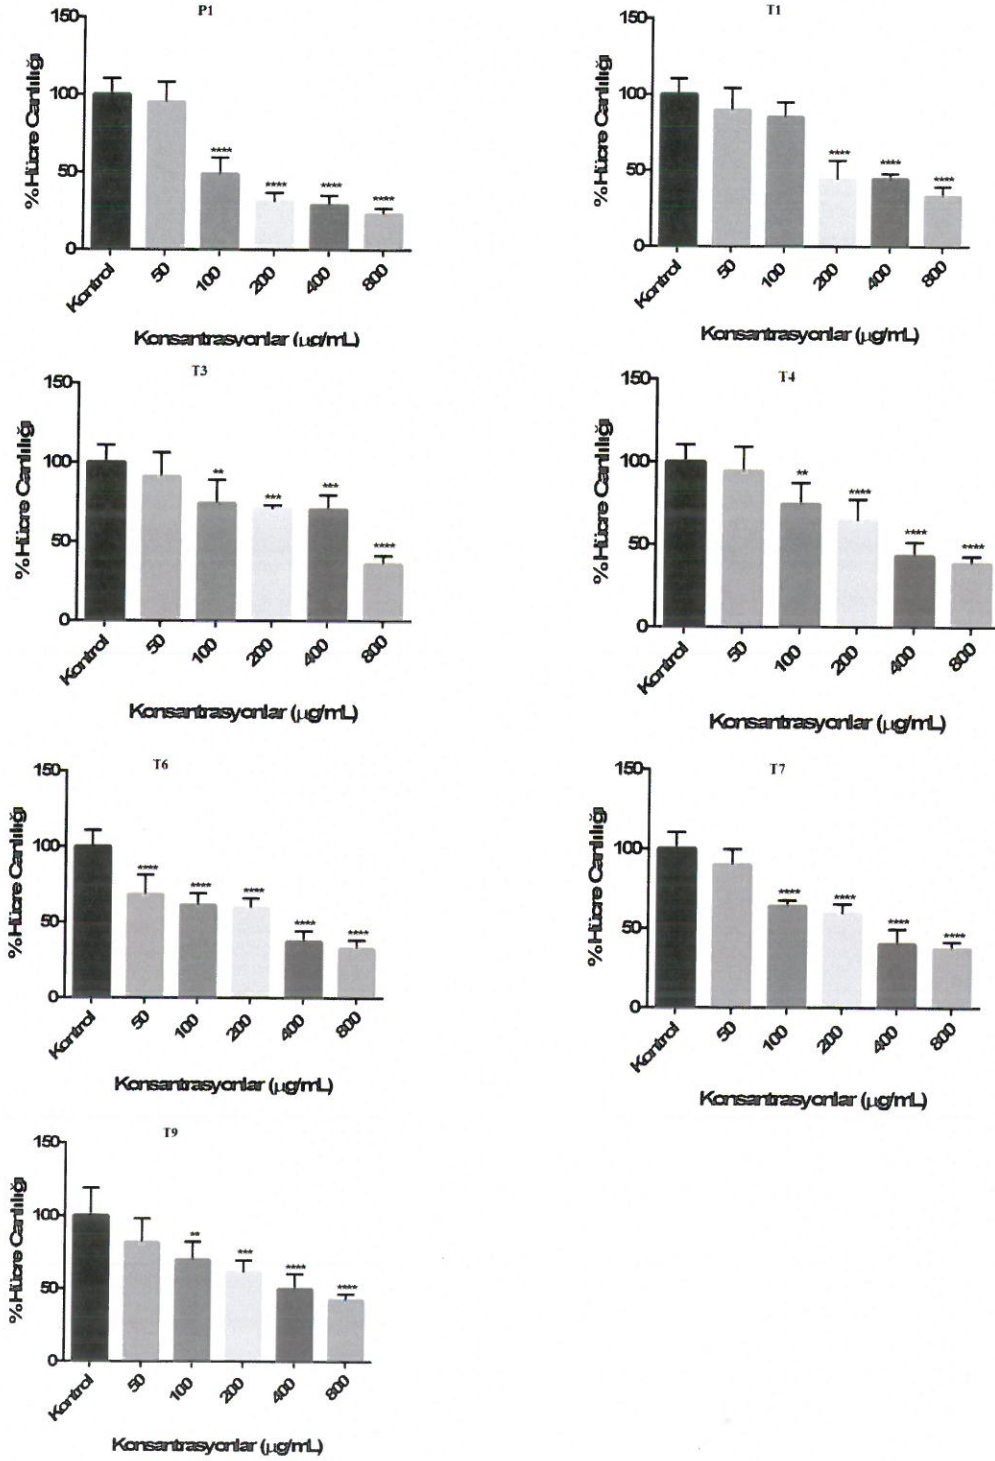 P1
150
100
50
0
%Hücre Canlılığı
**** **** **** ****
Kontrol 50 100 200 400 800
Konsantrasyonlar (µg/mL)
T1
150
100
50
0
%Hücre Canlılığı
**** **** ****
Kontrol 50 100 200 400 800
Konsantrasyonlar (µg/mL)
T3
150
100
50
0
%Hücre Canlılığı
** *** *** ****
Kontrol 50 100 200 400 800
Konsantrasyonlar (µg/mL)
T4
150
100
50
0
%Hücre Canlılığı
** **** **** ****
Kontrol 50 100 200 400 800
Konsantrasyonlar (µg/mL)
T6
150
100
50
0
%Hücre Canlılığı
**** **** **** **** ****
Kontrol 50 100 200 400 800
Konsantrasyonlar (µg/mL)
T7
150
100
50
0
%Hücre Canlılığı
**** **** **** ****
Kontrol 50 100 200 400 800
Konsantrasyonlar (µg/mL)
T9
150
100
50
0
%Hücre Canlılığı
** *** **** ****
Kontrol 50 100 200 400 800
Konsantrasyonlar (µg/mL)